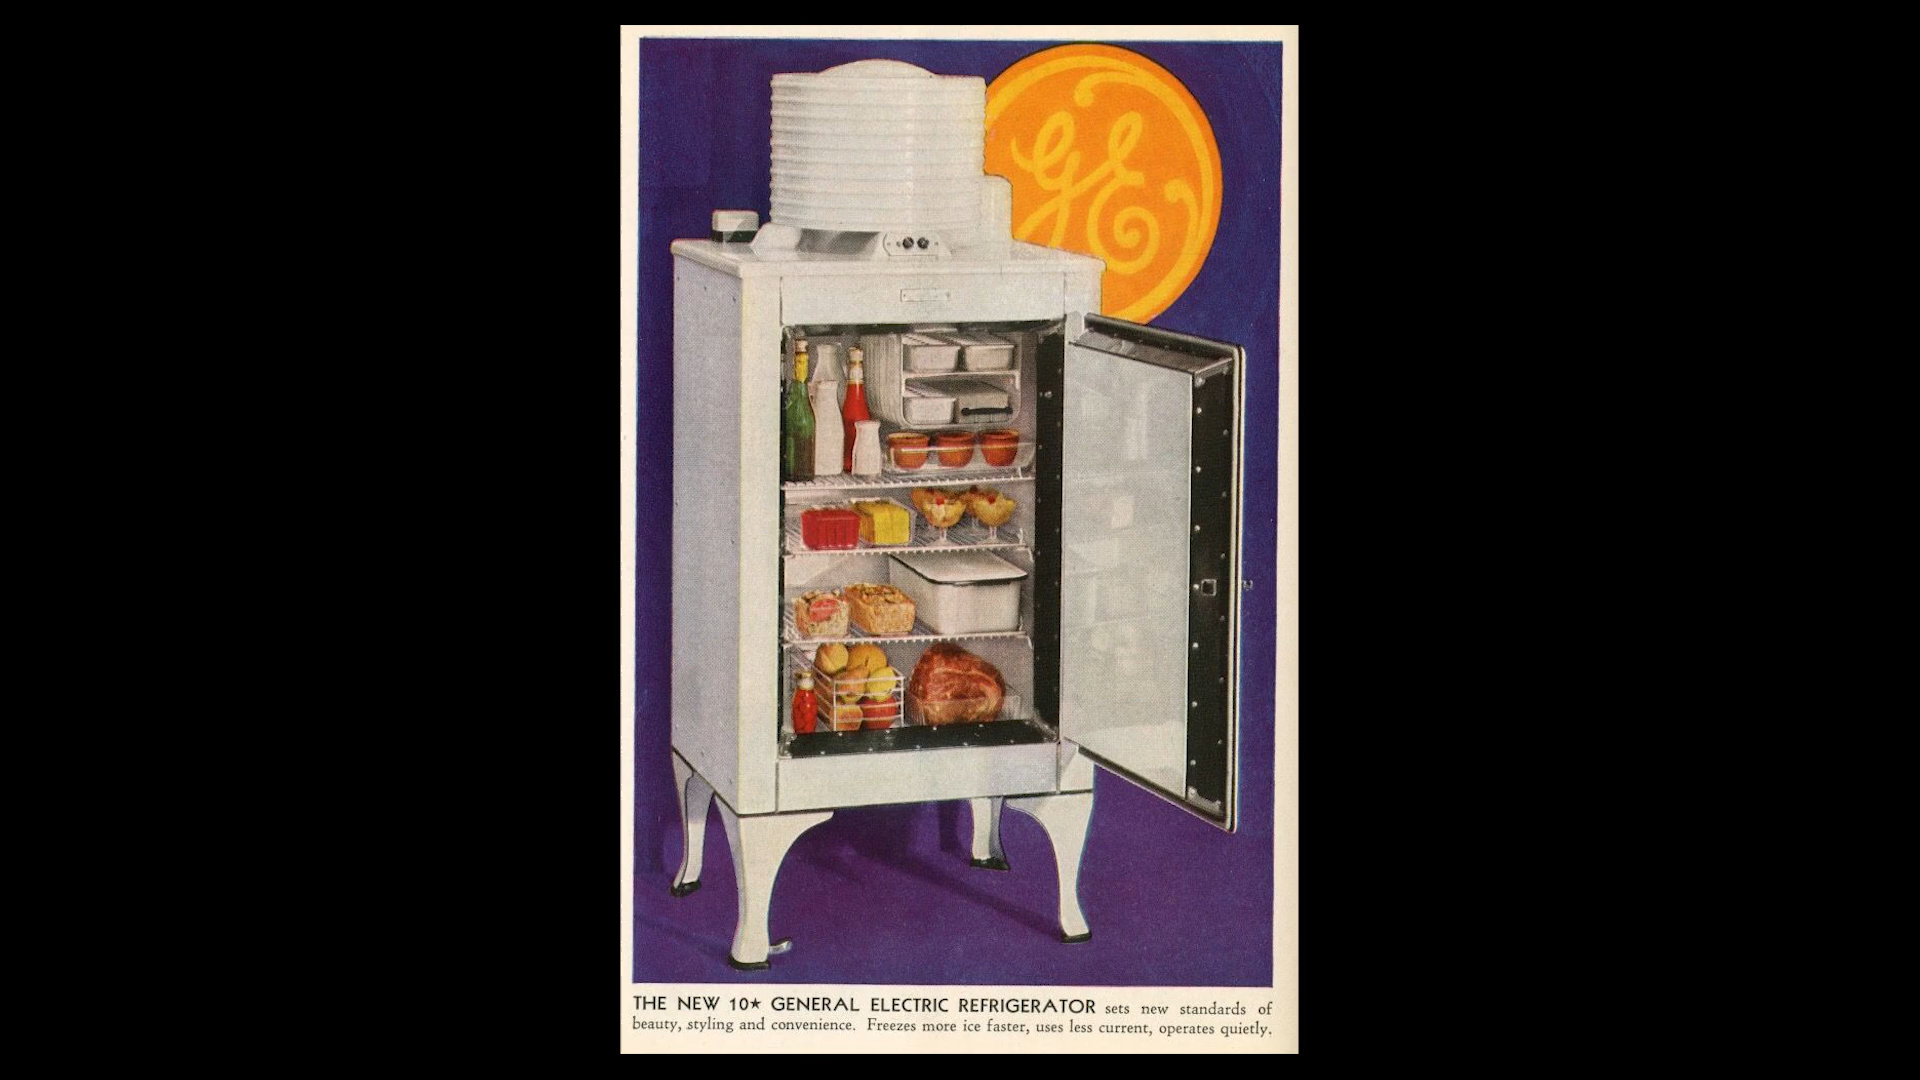 GE
THE NEW 10★ GENERAL ELECTRIC REFRIGERATOR sets new standards of
beauty, styling and convenience. Freezes more ice faster, uses less current, operates quietly.